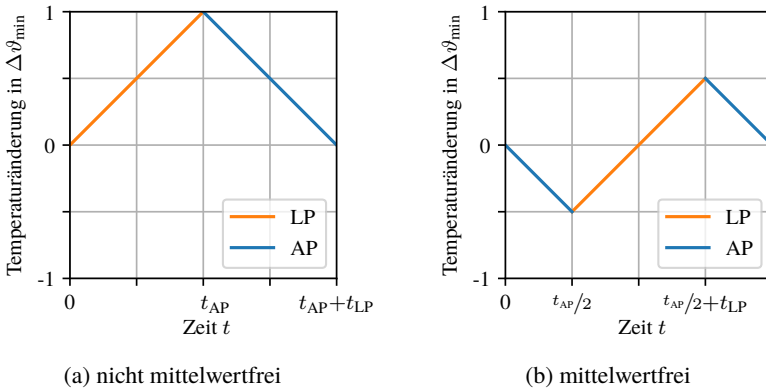 Temperaturänderung in Δϑmin
1
0
-1
LP
AP
0
tAP
tAP+tLP
Zeit t
(a) nicht mittelwertfrei
Temperaturänderung in Δϑmin
1
0
-1
LP
AP
0
tAP/2
tAP/2+tLP
Zeit t
(b) mittelwertfrei